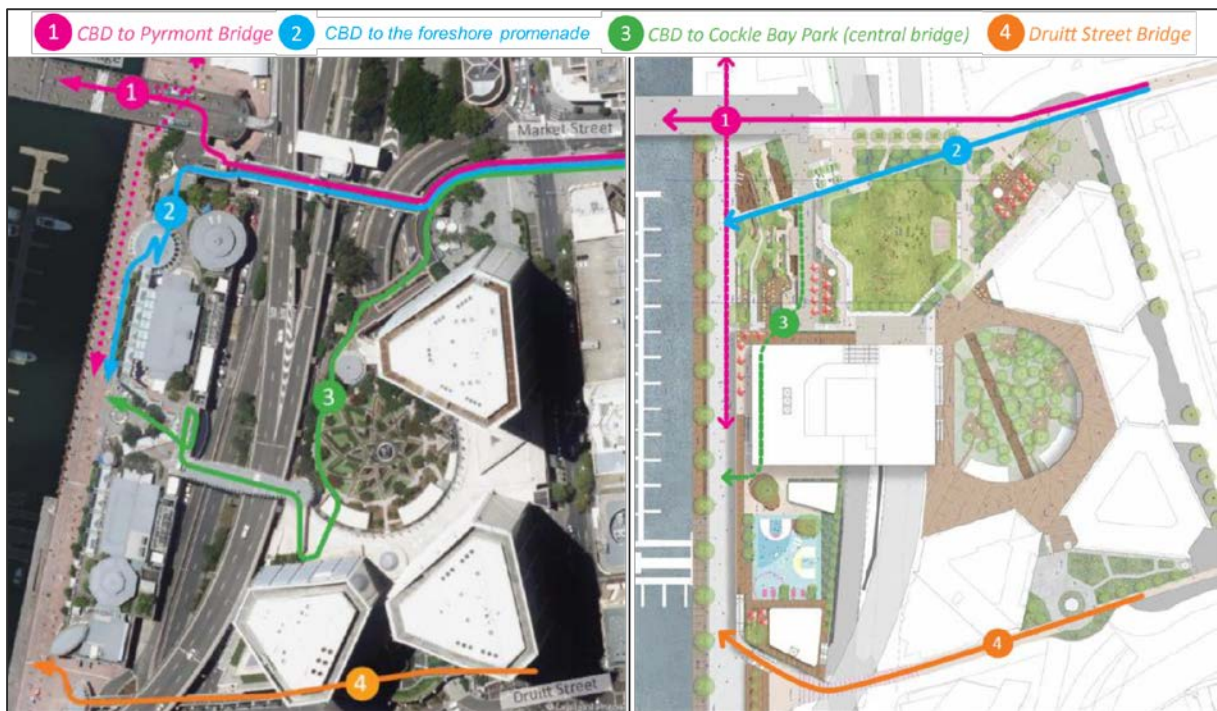 1 CBD to Pyrmont Bridge 2 CBD to the foreshore promenade 3 CBD to Cockle Bay Park (central bridge) 4 Druitt Street Bridge
1
Market Street
2
3
4
Druitt Street
1
2
3
4